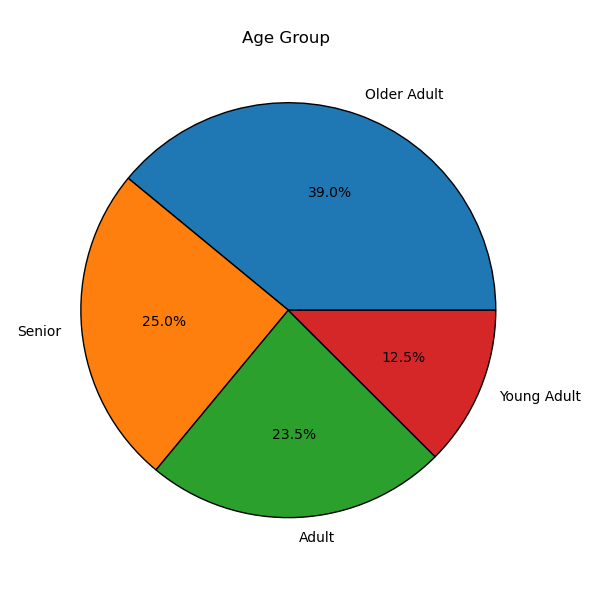 Age Group
Older Adult
39.0%
Senior
25.0%
12.5%
Young Adult
23.5%
Adult